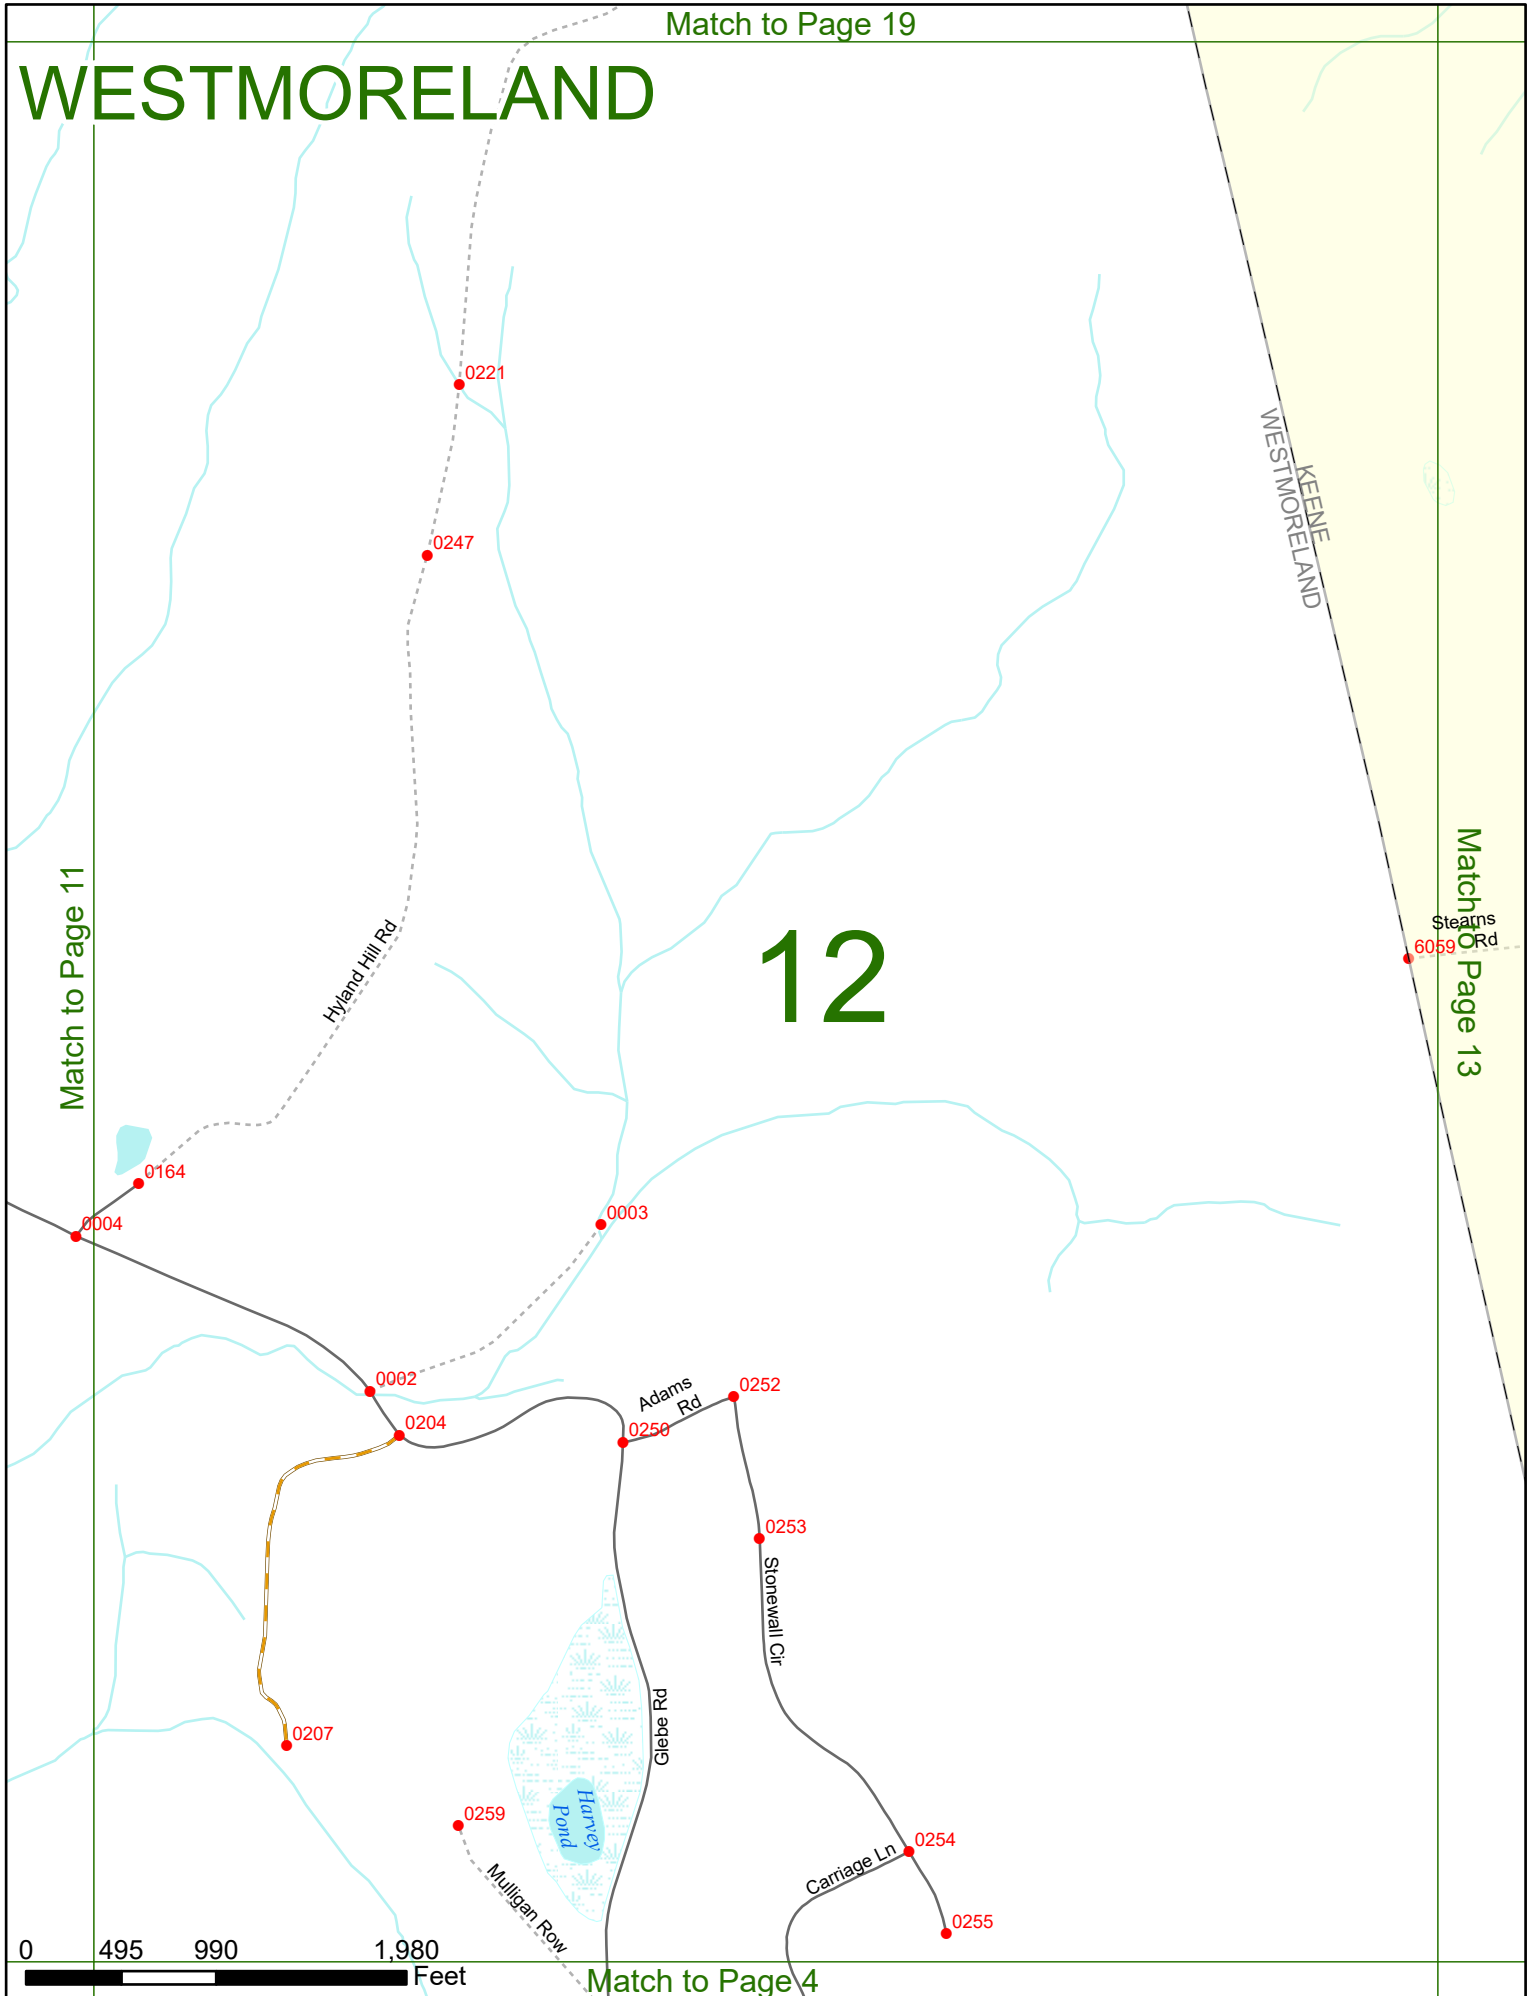 Match to Page 19
WESTMORELAND
0221
0247
KEENE
WESTMORELAND
Match to Page 11
Hyland Hill Rd
12
Match to Page 13
Stearns
Rd
6059
0164
0004
0003
0002
0204
Adams
Rd
0252
0250
0253
Stonewall Cir
Glebe Rd
0207
0259
Harvey
Pond
Mulligan Row
Carriage Ln
0254
0255
0 495 990 1,980
Feet
Match to Page 4